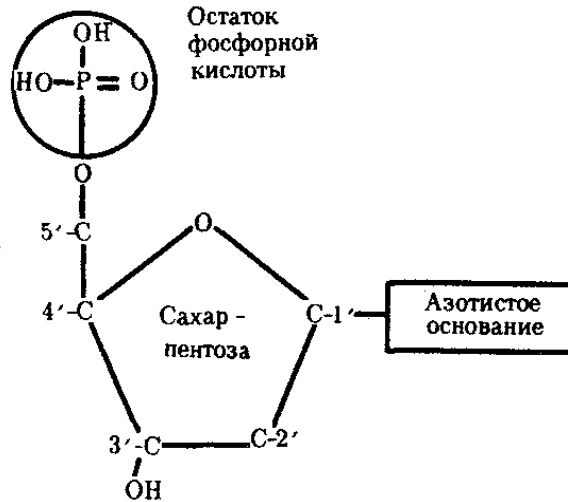 OH
Остаток
фосфорной
кислоты
HO-P=O
O
5′-C
O
4′-C
Сахар -
пентоза
C-1′
Азотистое
основание
3′-C
C-2′
OH